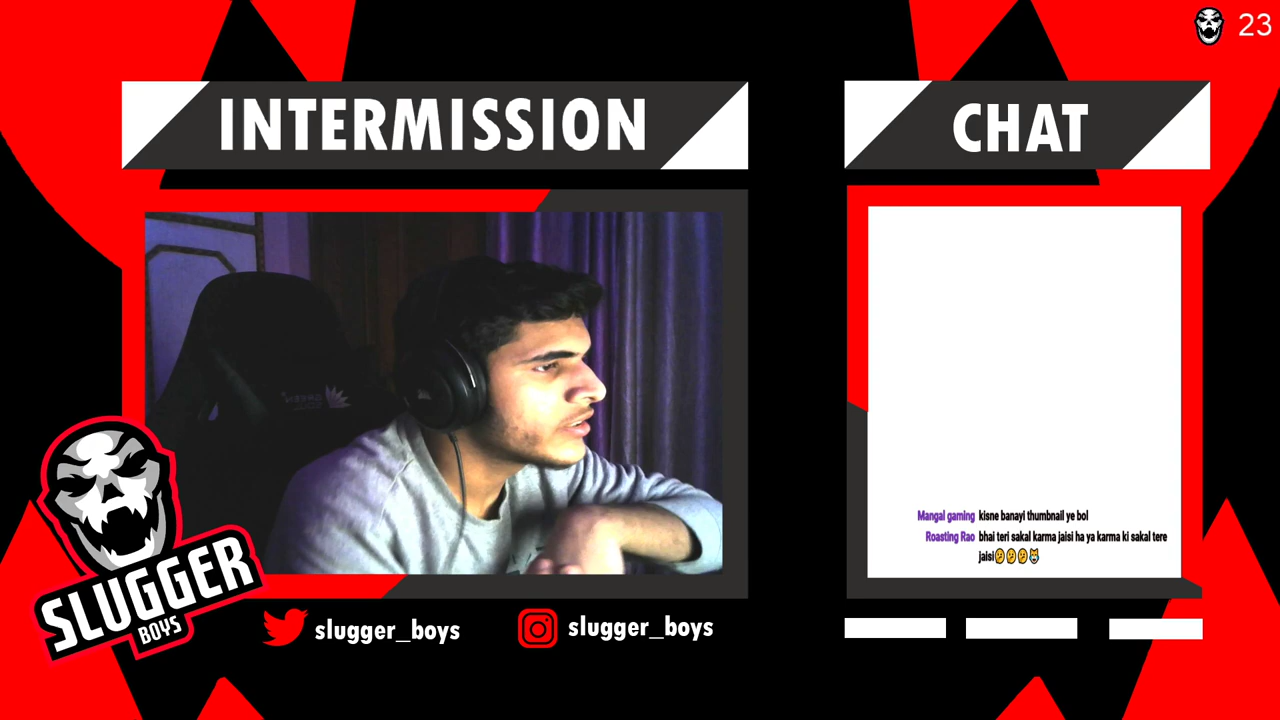 23
INTERMISSION
CHAT
Mangal gaming kisne banayi thumbnail ye bol
Roasting Rao bhai teri sakal karma jaisi ha ya karma ki sakal tere
jaisi🤔🤔🤔😼
SLUGGER
BOYS
slugger_boys
slugger_boys